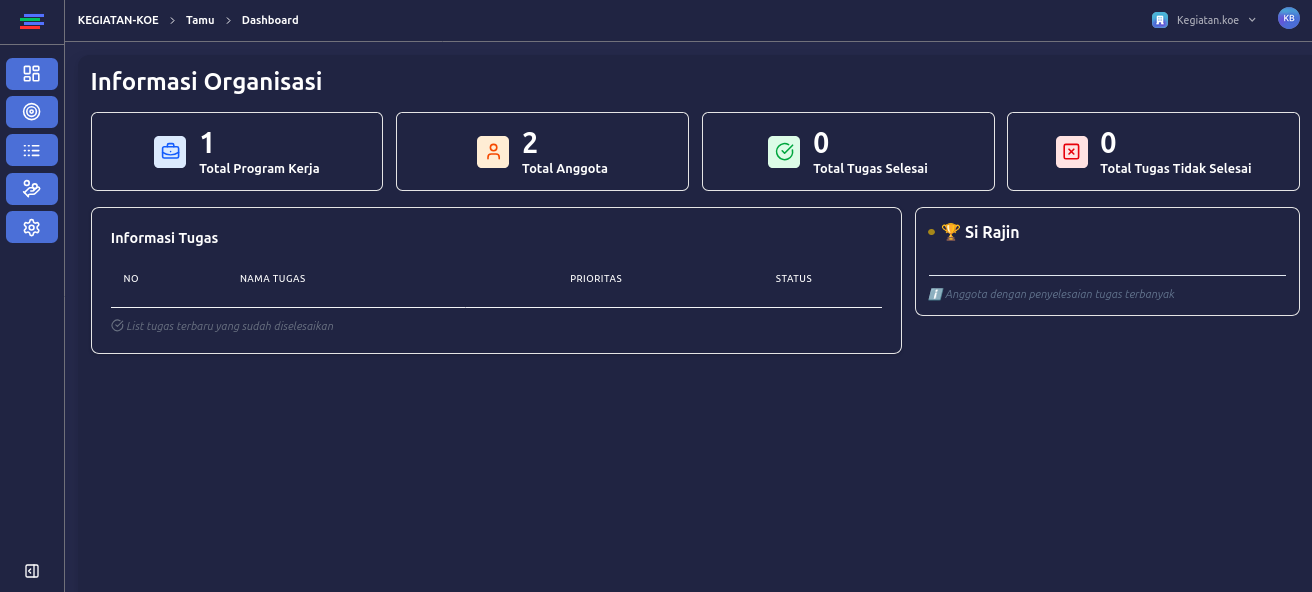 KEGIATAN-KOE > Tamu > Dashboard
Kegiatan.koe
KB
Informasi Organisasi
1
Total Program Kerja
2
Total Anggota
0
Total Tugas Selesai
0
Total Tugas Tidak Selesai
Informasi Tugas
NO NAMA TUGAS PRIORITAS STATUS
List tugas terbaru yang sudah diselesaikan
🏆 Si Rajin
ℹ️ Anggota dengan penyelesaian tugas terbanyak